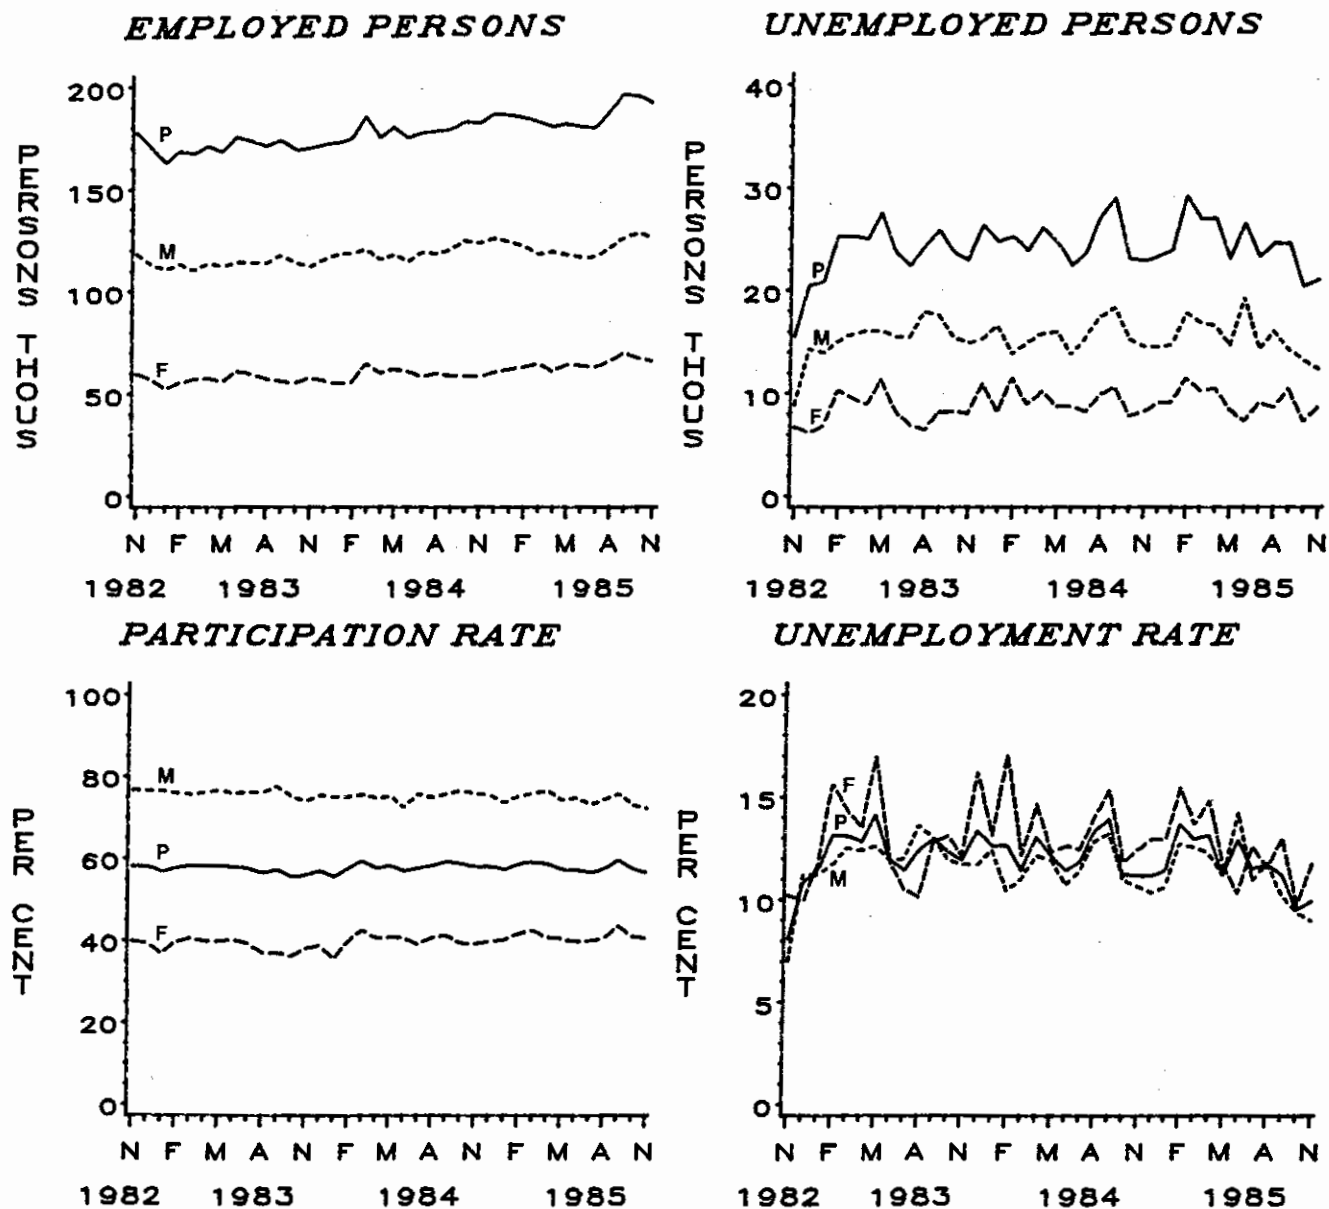 EMPLOYED PERSONS
PERSONS THOUS
200
150
100
50
0
P
M
F
N F M A N F M A N F M A N
1982 1983 1984 1985
UNEMPLOYED PERSONS
PERSONS THOUS
40
30
20
10
0
P
M
F
N F M A N F M A N F M A N
1982 1983 1984 1985
PARTICIPATION RATE
PER CENT
100
80
60
40
20
0
M
P
F
N F M A N F M A N F M A N
1982 1983 1984 1985
UNEMPLOYMENT RATE
PER CENT
20
15
10
5
0
F
P
M
N F M A N F M A N F M A N
1982 1983 1984 1985